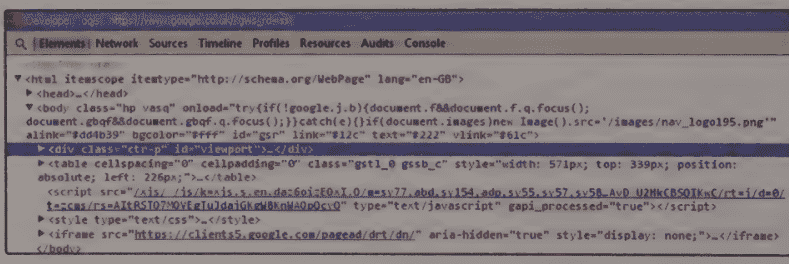 Elements Network Sources Timeline Profiles Resources Audits Console
▼<html itemscope itemtype="http://schema.org/WebPage" lang="en-GB">
▶<head>…</head>
▼<body class="hp vasq" onload="try{if(!google.j.b){document.f&&document.f.q.focus();
document.gbqf&&document.gbqf.q.focus();}}catch(e){}if(document.images)new Image().src='/images/nav_logo195.png'"
alink="#dd4b39" bgcolor="#fff" id="gsr" link="#12c" text="#222" vlink="#61c">
▶<div class="ctr-p" id="viewport">…</div>
▶<table cellspacing="0" cellpadding="0" class="gstl_0 gssb_c" style="width: 571px; top: 339px; position:
absolute; left: 226px;">…</table>
<script src=" type="text/javascript" gapi_processed="true"></script>
▶<style type="text/css">…</style>
▶<iframe src="https://clients5.google.com/pagead/drt/dn/" aria-hidden="true" style="display: none;">…</iframe>
</body>